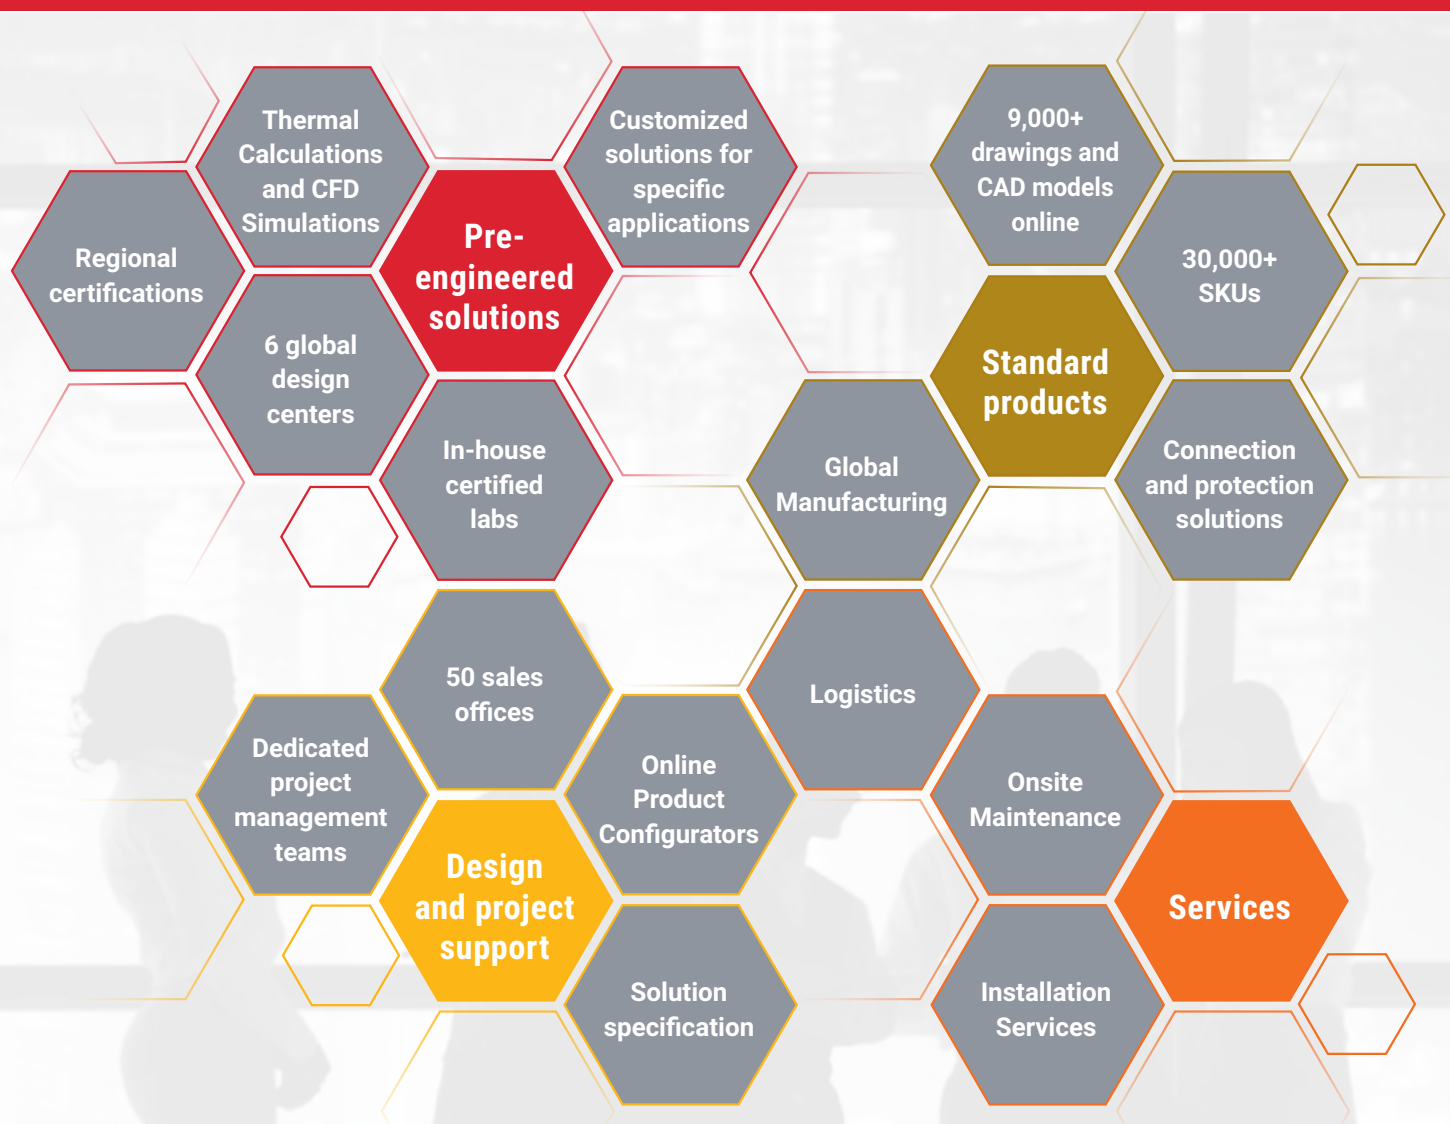 Thermal
Calculations
and CFD
Simulations
Customized
solutions for
specific
applications
9,000+
drawings and
CAD models
online
Regional
certifications
Pre-
engineered
solutions
30,000+
SKUs
6 global
design
centers
Standard
products
In-house
certified
labs
Global
Manufacturing
Connection
and protection
solutions
50 sales
offices
Logistics
Dedicated
project
management
teams
Online
Product
Configurators
Onsite
Maintenance
Design
and project
support
Services
Solution
specification
Installation
Services